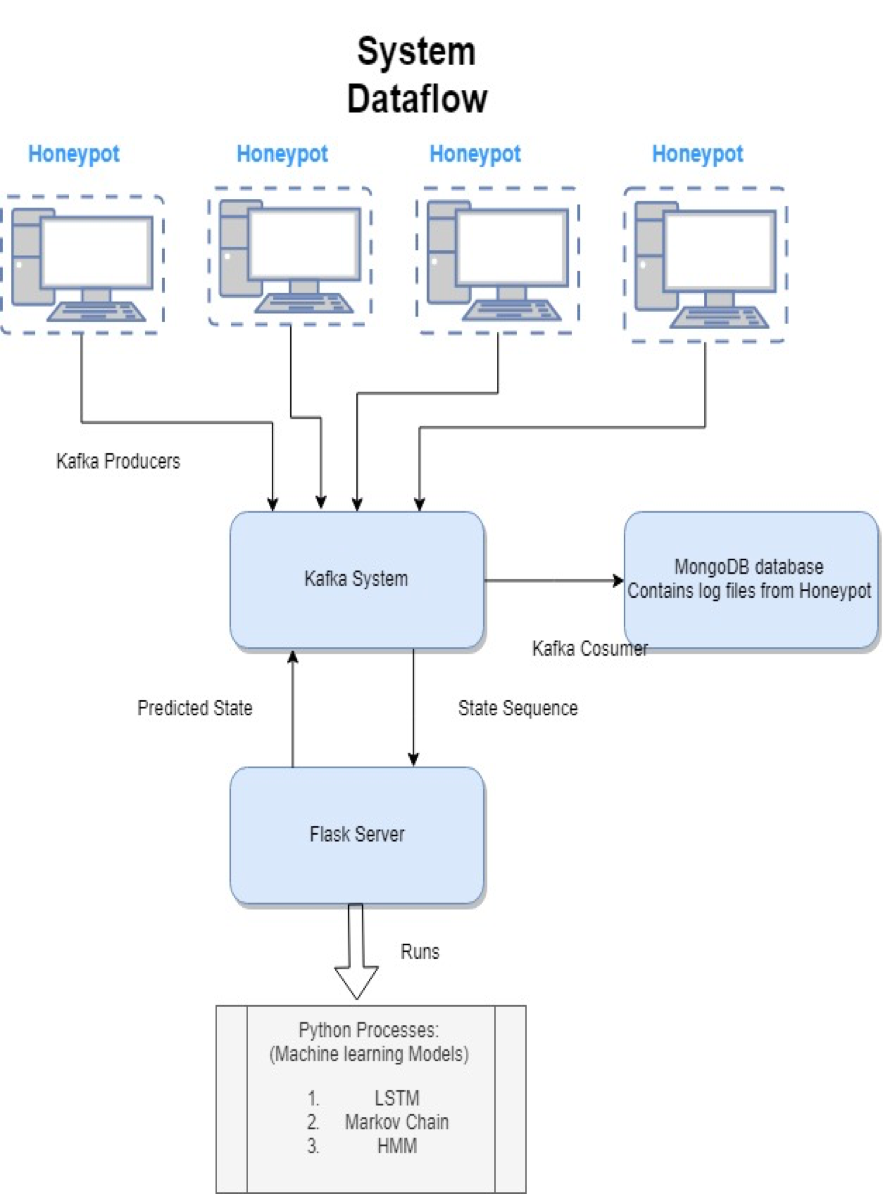 System
Dataflow
Honeypot
Honeypot
Honeypot
Honeypot
Kafka Producers
Kafka System
MongoDB database
Contains log files from Honeypot
Kafka Cosumer
Predicted State
State Sequence
Flask Server
Runs
Python Processes:
(Machine learning Models)
1. LSTM
2. Markov Chain
3. HMM